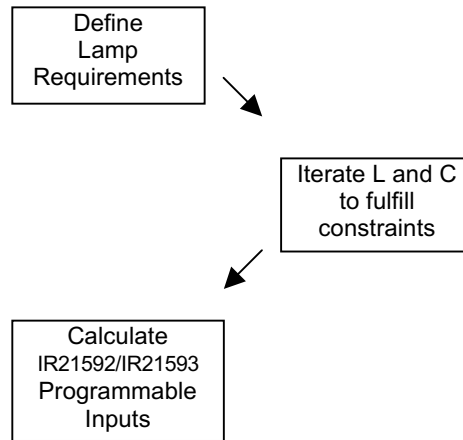 Define
Lamp
Requirements
Iterate L and C
to fulfill
constraints
Calculate
IR21592/IR21593
Programmable
Inputs